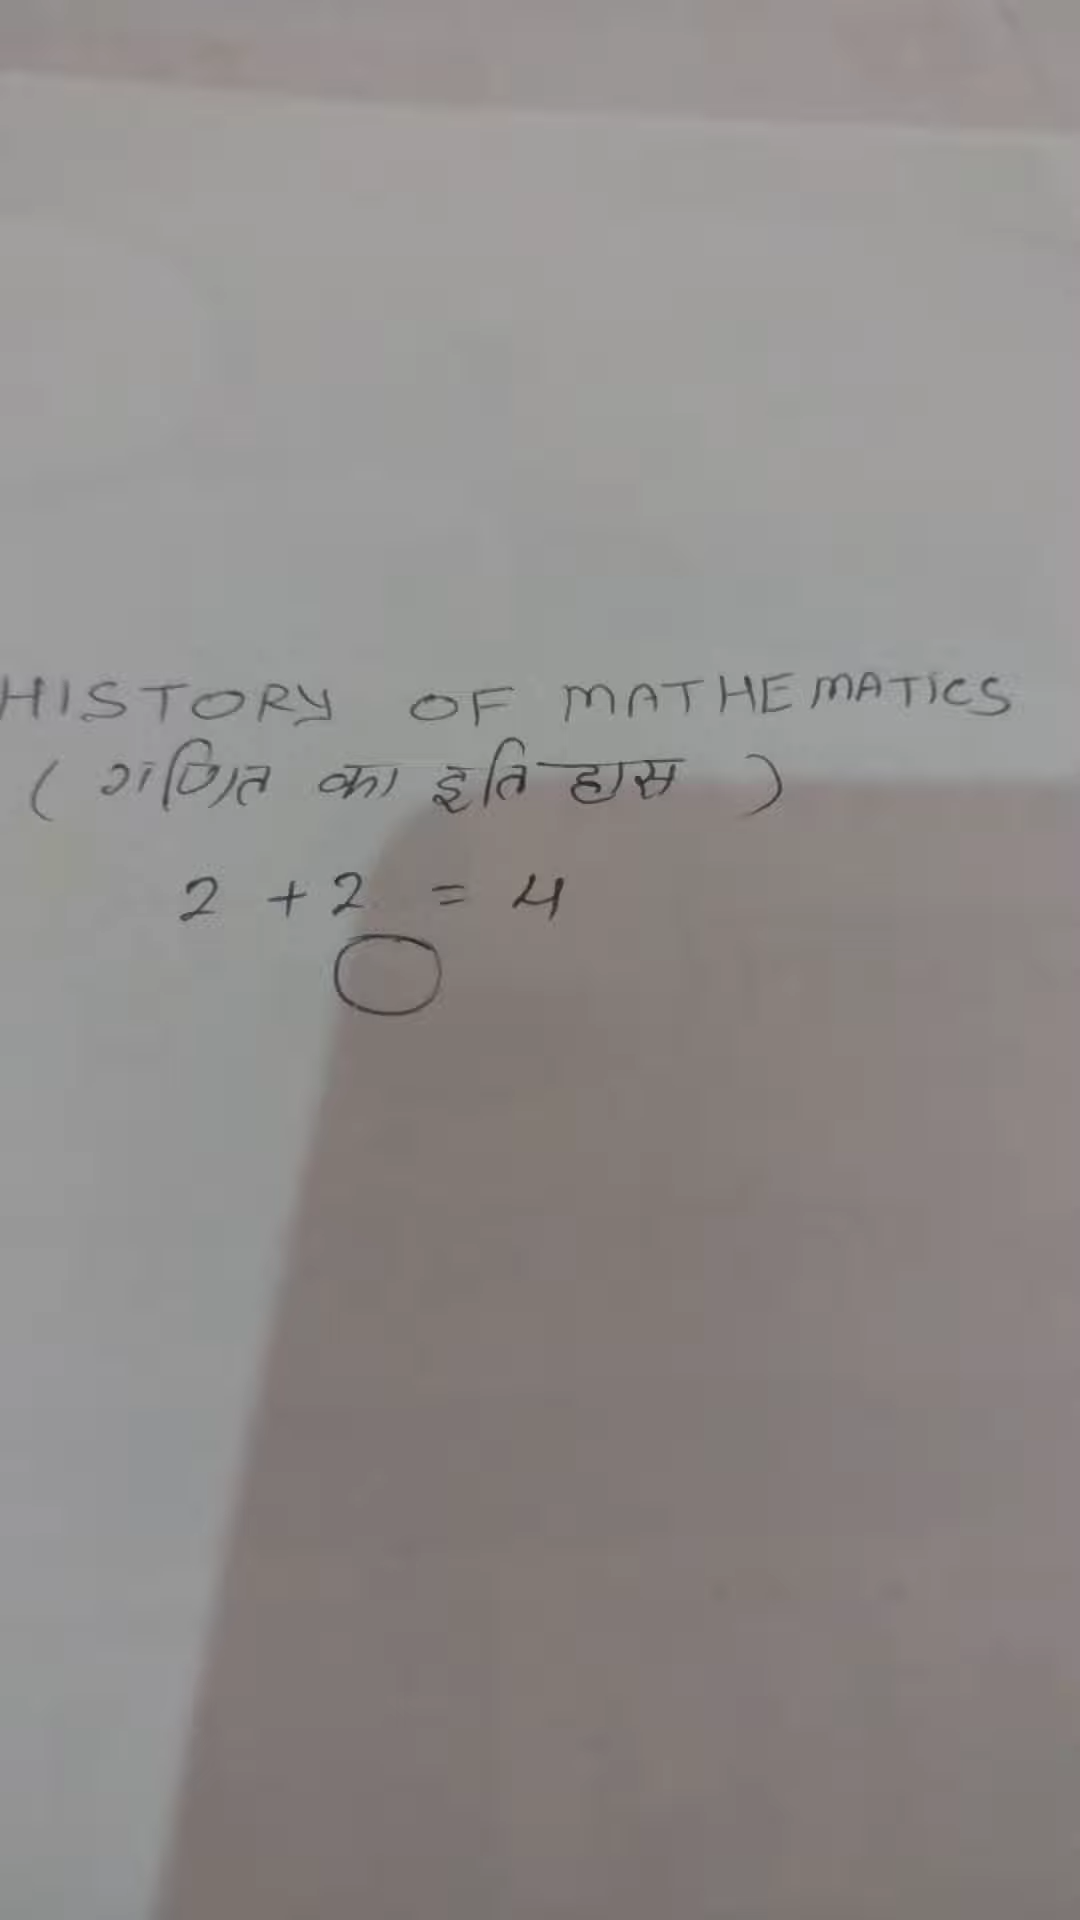 HISTORY OF MATHEMATICS
( गणित का इतिहास )
2 + 2 = 4